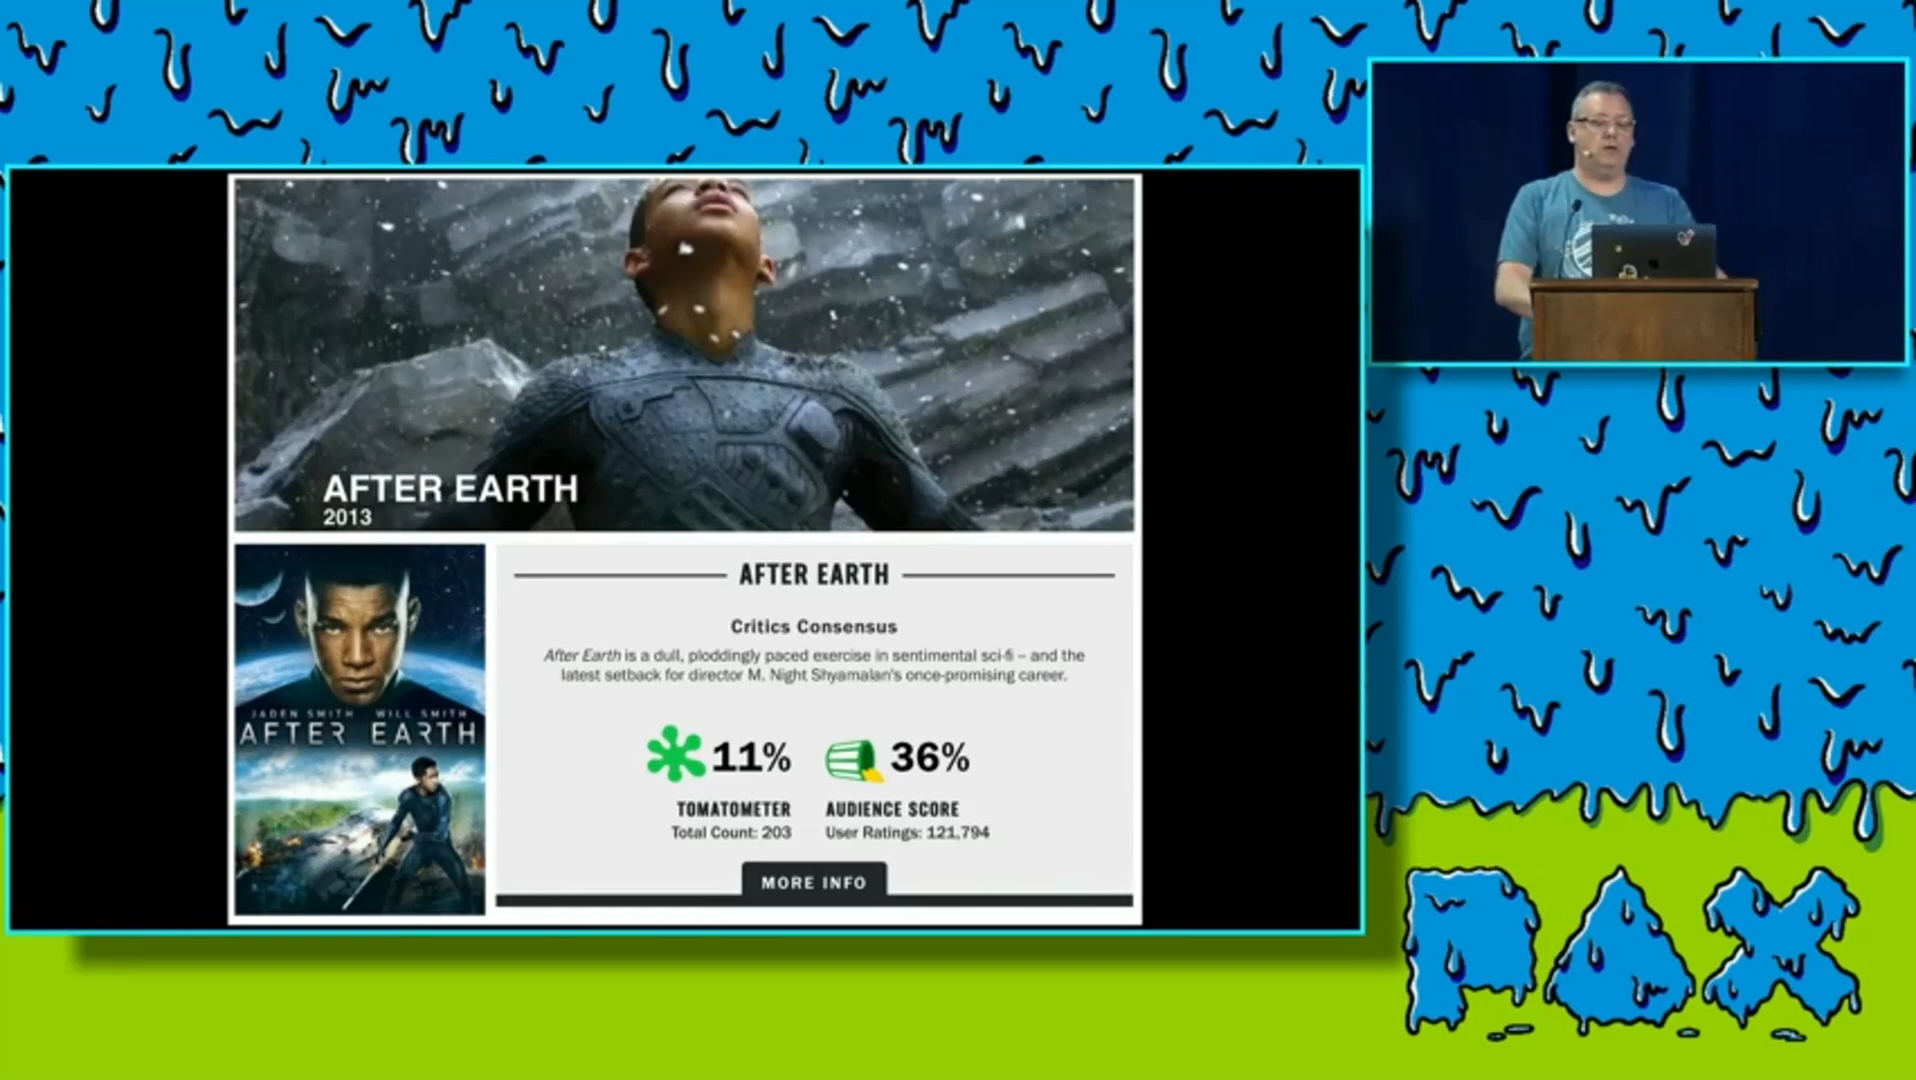 AFTER EARTH
2013
JADEN SMITH WILL SMITH
AFTER EARTH
AFTER EARTH
Critics Consensus
After Earth is a dull, ploddingly paced exercise in sentimental sci-fi – and the
latest setback for director M. Night Shyamalan's once-promising career.
11% 36%
TOMATOMETER AUDIENCE SCORE
Total Count: 203 User Ratings: 121,794
MORE INFO
PAX